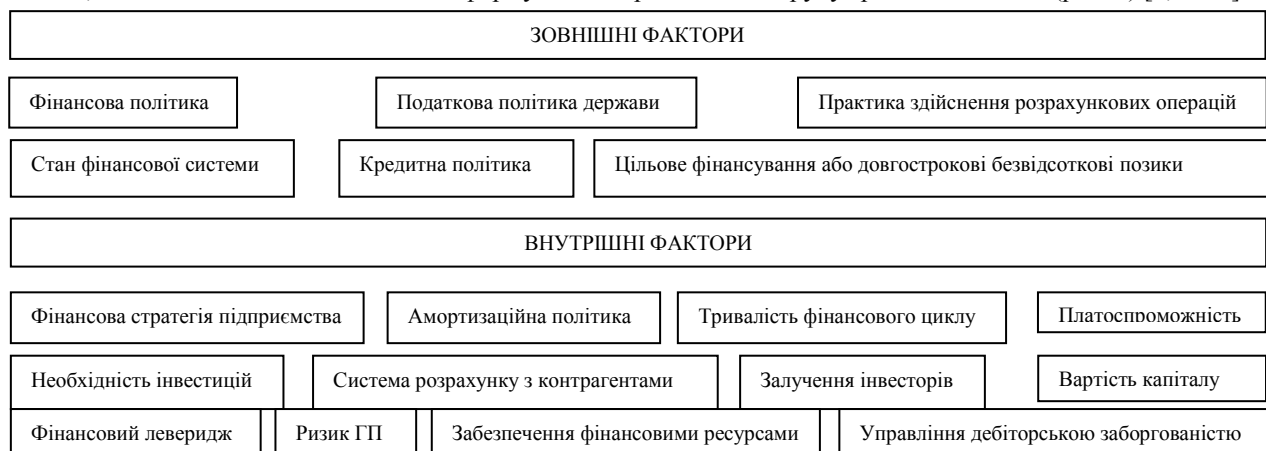 ЗОВНІШНІ ФАКТОРИ
Фінансова політика Податкова політика держави Практика здійснення розрахункових операцій
Стан фінансової системи Кредитна політика Цільове фінансування або довгострокові безвідсоткові позики
ВНУТРІШНІ ФАКТОРИ
Фінансова стратегія підприємства Амортизаційна політика Тривалість фінансового циклу Платоспроможність
Необхідність інвестицій Система розрахунку з контрагентами Залучення інвесторів Вартість капіталу
Фінансовий леверидж Ризик ГП Забезпечення фінансовими ресурсами Управління дебіторською заборгованістю